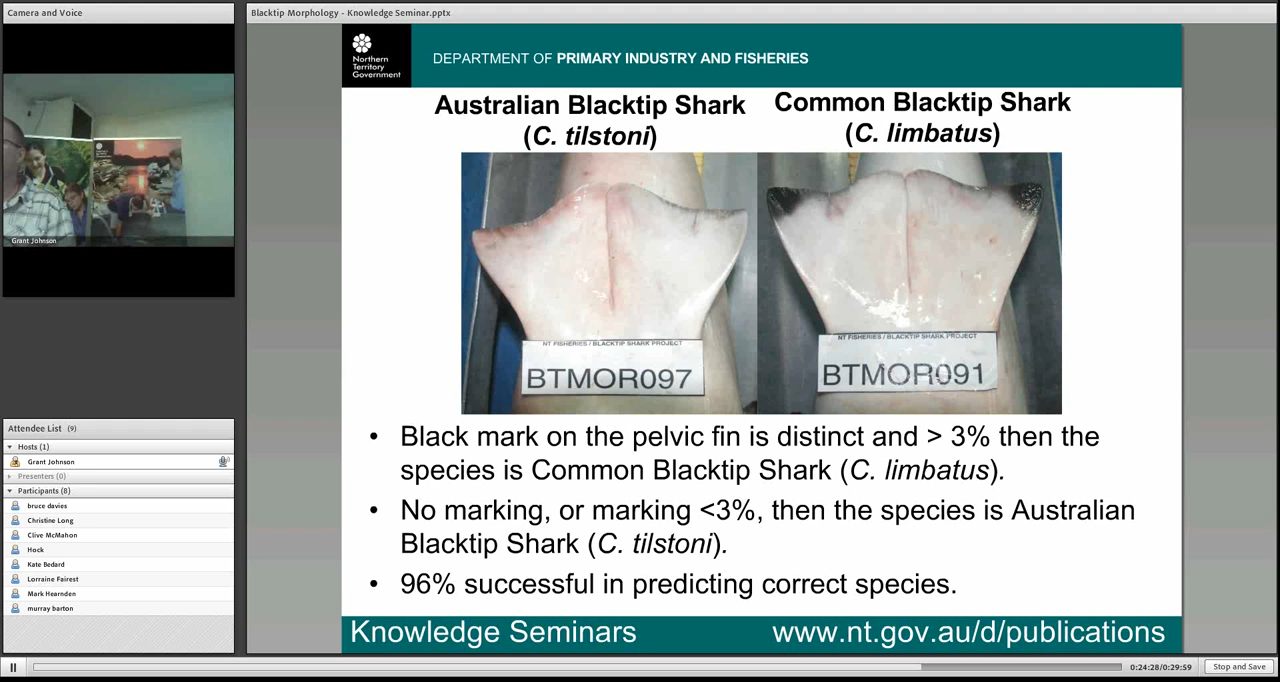 Camera and Voice
Grant Johnson
Attendee List (9)
Hosts (1)
Grant Johnson
Presenters (0)
Participants (8)
bruce davies
Christine Long
Clive McMahon
Hock
Kate Bedard
Lorraine Fairest
Mark Hearnden
murray barton
Blacktip Morphology - Knowledge Seminar.pptx
Northern
Territory
Government
DEPARTMENT OF PRIMARY INDUSTRY AND FISHERIES
Australian Blacktip Shark
(C. tilstoni)
Common Blacktip Shark
(C. limbatus)
NT FISHERIES / BLACKTIP SHARK PROJECT
BTMOR097
NT FISHERIES / BLACKTIP SHARK PROJECT
BTMOR091
• Black mark on the pelvic fin is distinct and > 3% then the
species is Common Blacktip Shark (C. limbatus).
• No marking, or marking <3%, then the species is Australian
Blacktip Shark (C. tilstoni).
• 96% successful in predicting correct species.
Knowledge Seminars
www.nt.gov.au/d/publications
0:24:28/0:29:59
Stop and Save